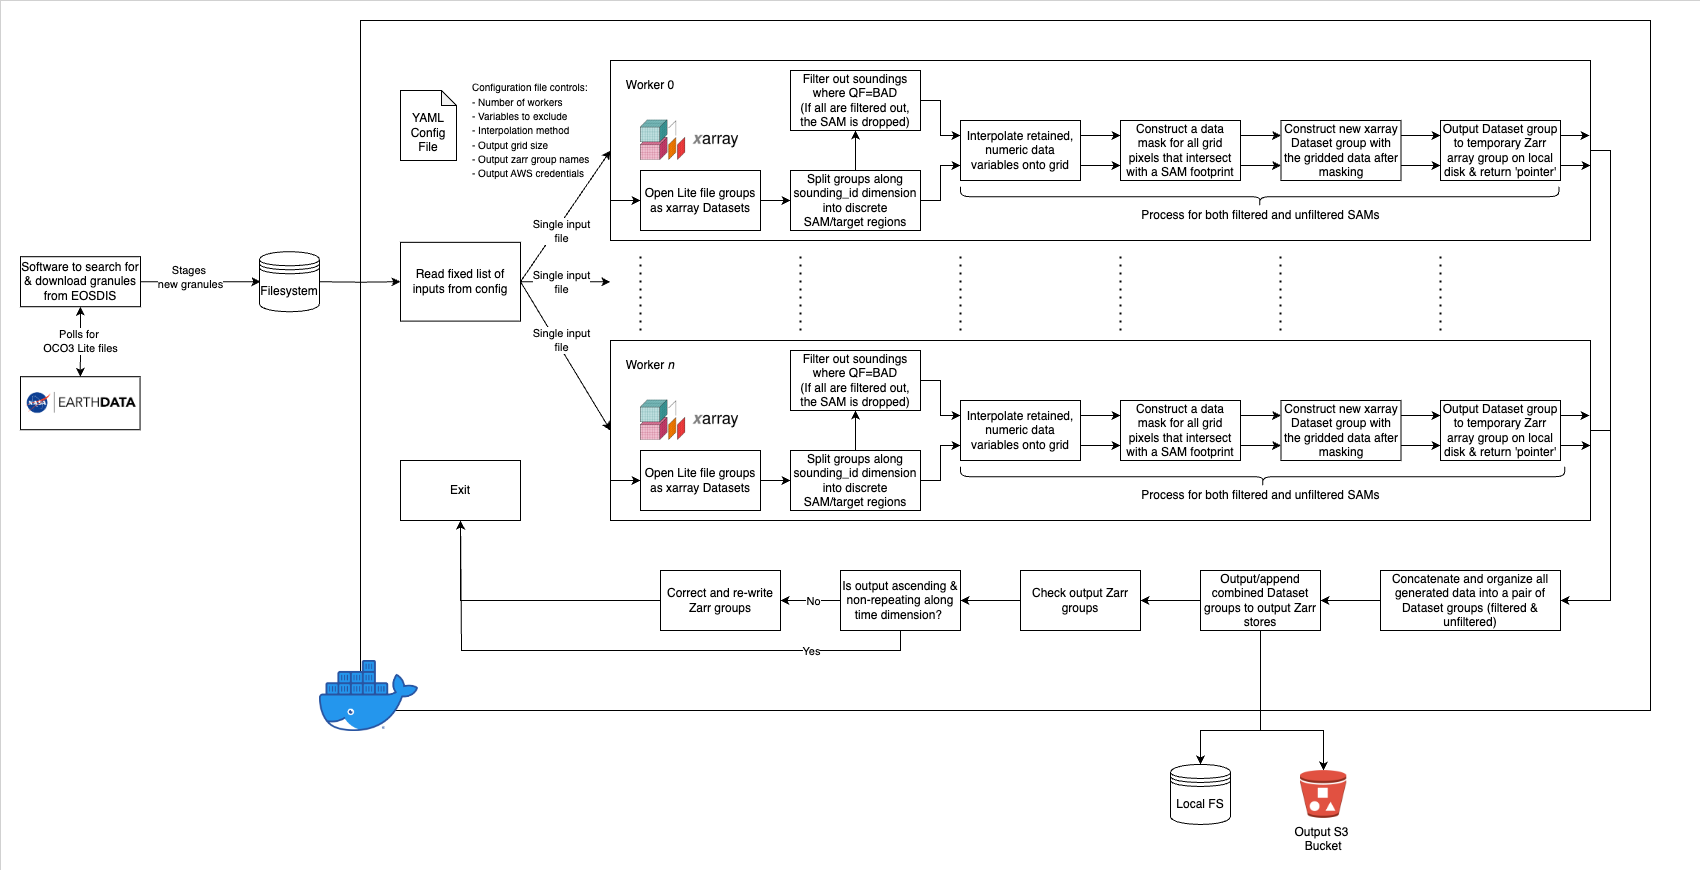 YAML
Config
File
Configuration file controls:
- Number of workers
- Variables to exclude
- Interpolation method
- Output grid size
- Output zarr group names
- Output AWS credentials
Worker 0
xarray
Filter out soundings
where QF=BAD
(If all are filtered out,
the SAM is dropped)
Open Lite file groups
as xarray Datasets
Split groups along
sounding_id dimension
into discrete
SAM/target regions
Interpolate retained,
numeric data
variables onto grid
Construct a data
mask for all grid
pixels that intersect
with a SAM footprint
Construct new xarray
Dataset group with
the gridded data after
masking
Output Dataset group
to temporary Zarr
array group on local
disk & return 'pointer'
Process for both filtered and unfiltered SAMs
Software to search for
& download granules
from EOSDIS
Stages
new granules
Filesystem
Polls for
OCO3 Lite files
NASA
EARTHDATA
Read fixed list of
inputs from config
Single input
file
Single input
file
Single input
file
Worker n
xarray
Filter out soundings
where QF=BAD
(If all are filtered out,
the SAM is dropped)
Open Lite file groups
as xarray Datasets
Split groups along
sounding_id dimension
into discrete
SAM/target regions
Interpolate retained,
numeric data
variables onto grid
Construct a data
mask for all grid
pixels that intersect
with a SAM footprint
Construct new xarray
Dataset group with
the gridded data after
masking
Output Dataset group
to temporary Zarr
array group on local
disk & return 'pointer'
Process for both filtered and unfiltered SAMs
Exit
Correct and re-write
Zarr groups
No
Is output ascending &
non-repeating along
time dimension?
Yes
Check output Zarr
groups
Output/append
combined Dataset
groups to output Zarr
stores
Concatenate and organize all
generated data into a pair of
Dataset groups (filtered &
unfiltered)
Local FS
Output S3
Bucket